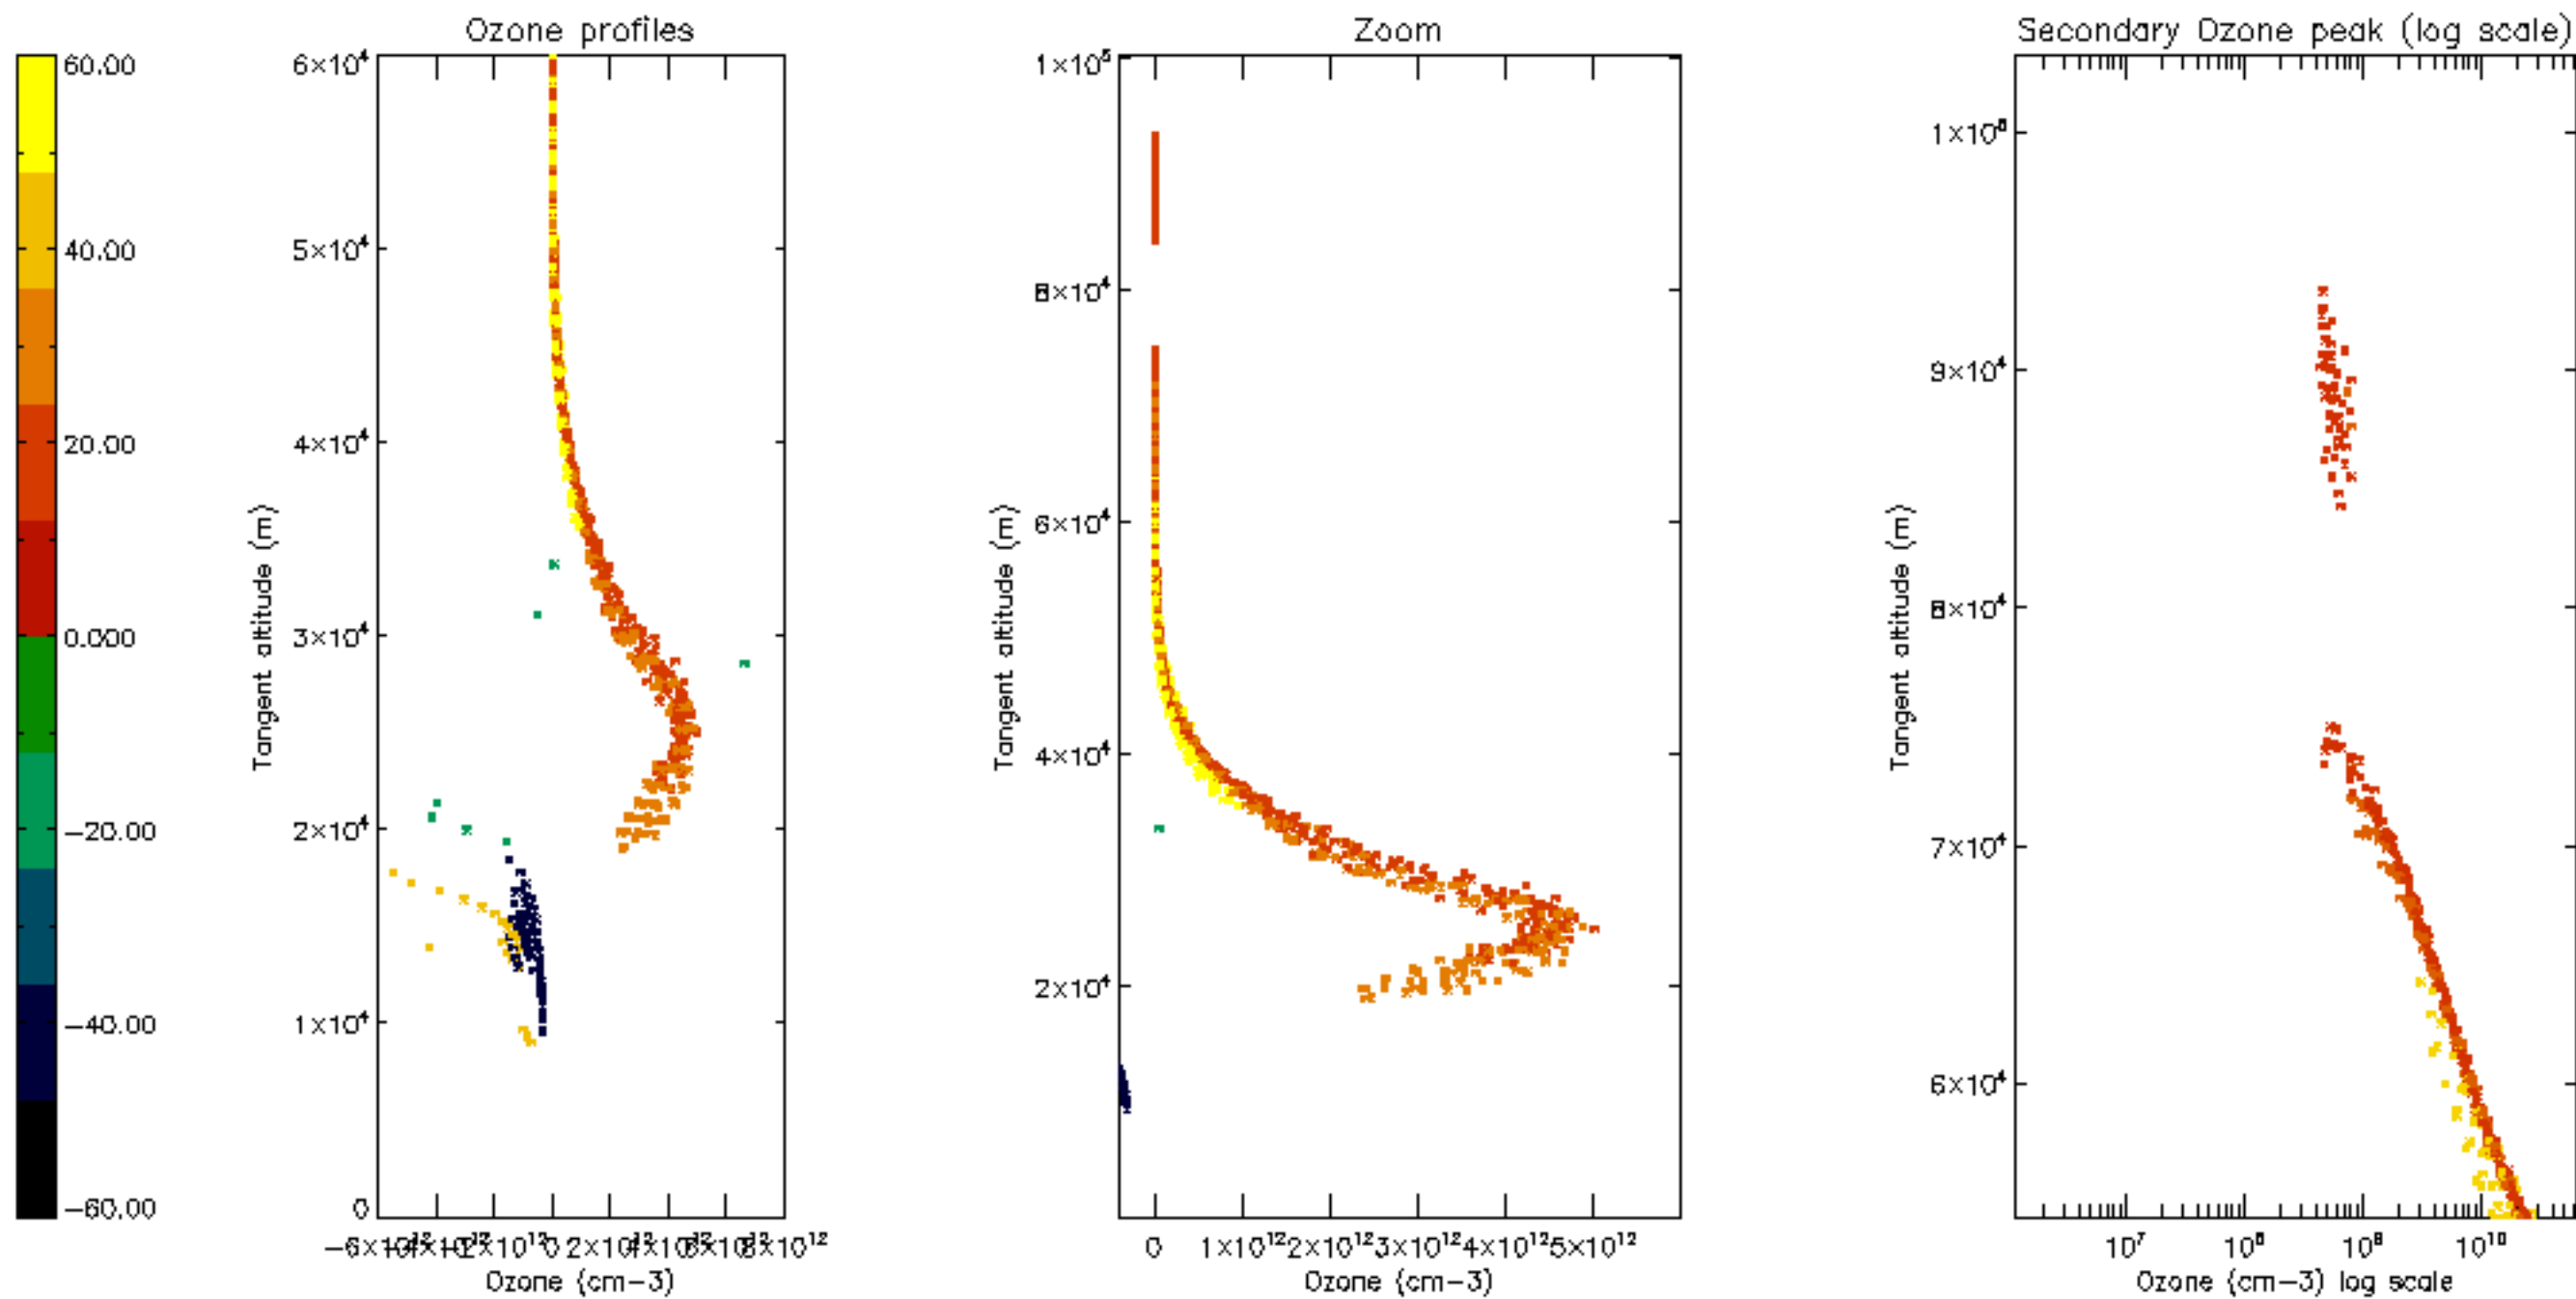 Ozone profiles
Zoom
Secondary Ozone peak (log scale)
60.00
40.00
20.00
0.000
−20.00
−40.00
−60.00
Tangent altitude (m)
6×10⁴
5×10⁴
4×10⁴
3×10⁴
2×10⁴
1×10⁴
0
Ozone (cm−3)
Tangent altitude (m)
1×10⁵
8×10⁴
6×10⁴
4×10⁴
2×10⁴
0 1×10¹² 2×10¹² 3×10¹² 4×10¹² 5×10¹²
Ozone (cm−3)
Tangent altitude (m)
9×10⁴
8×10⁴
7×10⁴
6×10⁴
10⁷ 10⁸ 10⁹ 10¹⁰
Ozone (cm−3) log scale